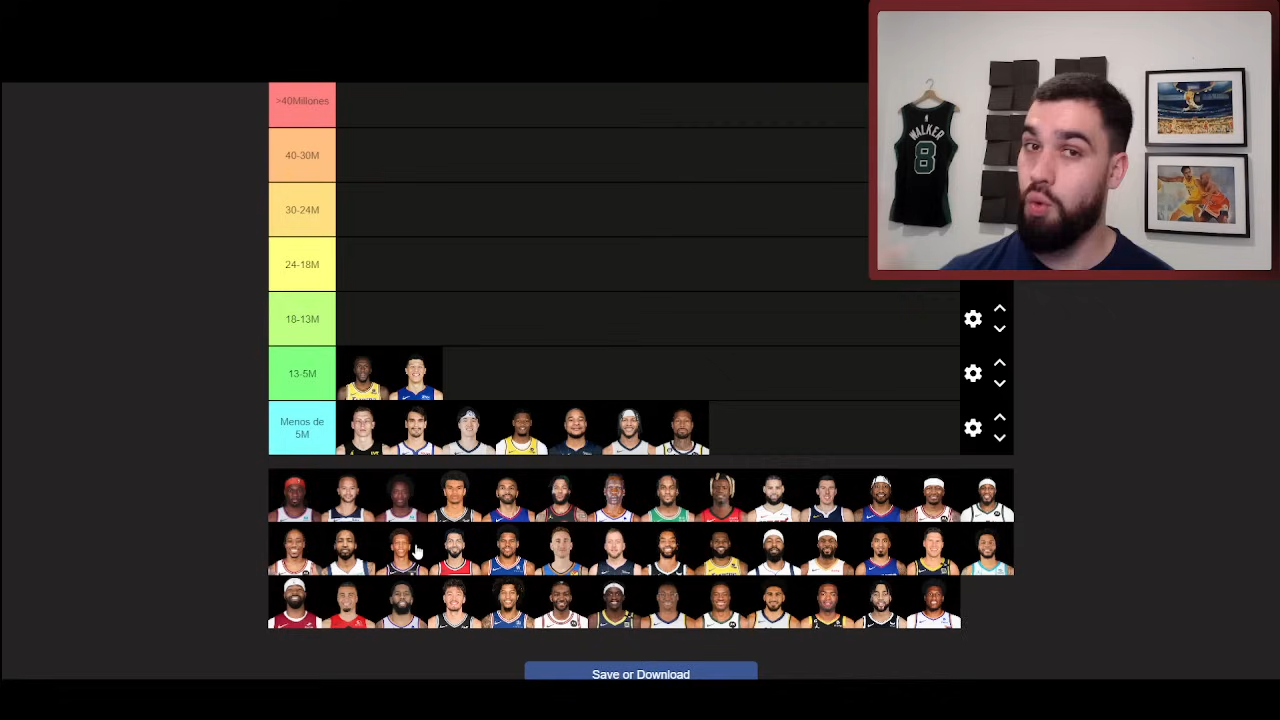 >40Millones
40-30M
30-24M
24-18M
18-13M
13-5M
Menos de
5M
WALKER
8
Save or Download